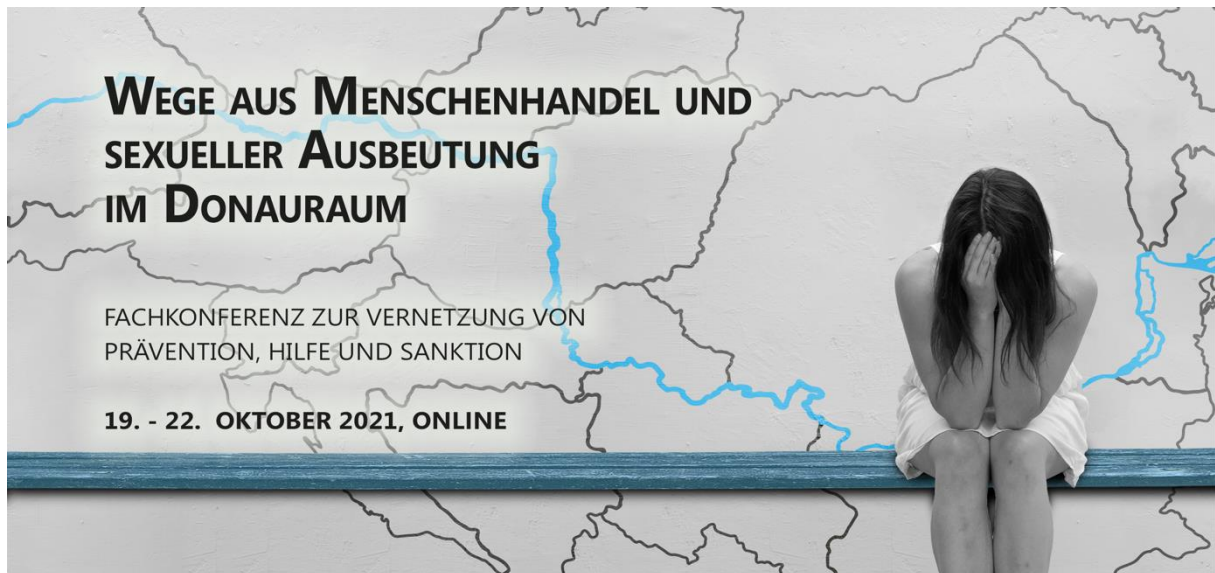 WEGE AUS MENSCHENHANDEL UND
SEXUELLER AUSBEUTUNG
IM DONAURAUM
FACHKONFERENZ ZUR VERNETZUNG VON
PRÄVENTION, HILFE UND SANKTION
19. - 22. OKTOBER 2021, ONLINE